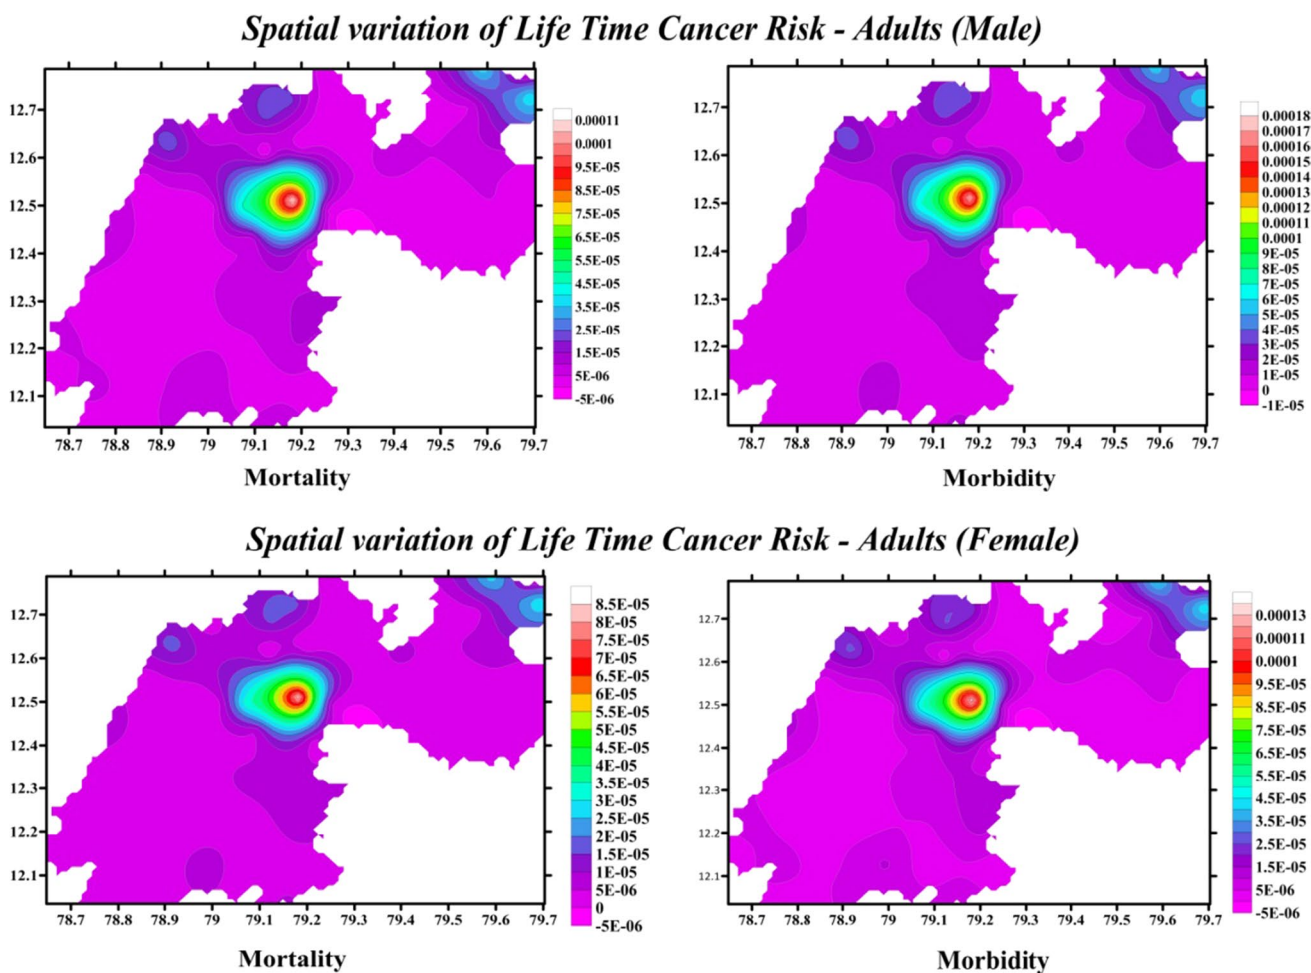 Spatial variation of Life Time Cancer Risk - Adults (Male)
12.7
12.6
12.5
12.4
12.3
12.2
12.1
78.7 78.8 78.9 79 79.1 79.2 79.3 79.4 79.5 79.6 79.7
0.00011
0.0001
9.5E-05
8.5E-05
7.5E-05
6.5E-05
5.5E-05
4.5E-05
3.5E-05
2.5E-05
1.5E-05
5E-06
-5E-06
Mortality
12.7
12.6
12.5
12.4
12.3
12.2
12.1
78.7 78.8 78.9 79 79.1 79.2 79.3 79.4 79.5 79.6 79.7
0.00018
0.00017
0.00016
0.00015
0.00014
0.00013
0.00012
0.00011
0.0001
9E-05
8E-05
7E-05
6E-05
5E-05
4E-05
3E-05
2E-05
1E-05
0
-1E-05
Morbidity
Spatial variation of Life Time Cancer Risk - Adults (Female)
12.7
12.6
12.5
12.4
12.3
12.2
12.1
78.7 78.8 78.9 79 79.1 79.2 79.3 79.4 79.5 79.6 79.7
8.5E-05
8E-05
7.5E-05
7E-05
6.5E-05
6E-05
5.5E-05
5E-05
4.5E-05
4E-05
3.5E-05
3E-05
2.5E-05
2E-05
1.5E-05
1E-05
5E-06
0
-5E-06
Mortality
12.7
12.6
12.5
12.4
12.3
12.2
12.1
78.7 78.8 78.9 79 79.1 79.2 79.3 79.4 79.5 79.6 79.7
0.00013
0.00011
0.0001
9.5E-05
8.5E-05
7.5E-05
6.5E-05
5.5E-05
4.5E-05
3.5E-05
2.5E-05
1.5E-05
5E-06
-5E-06
Morbidity